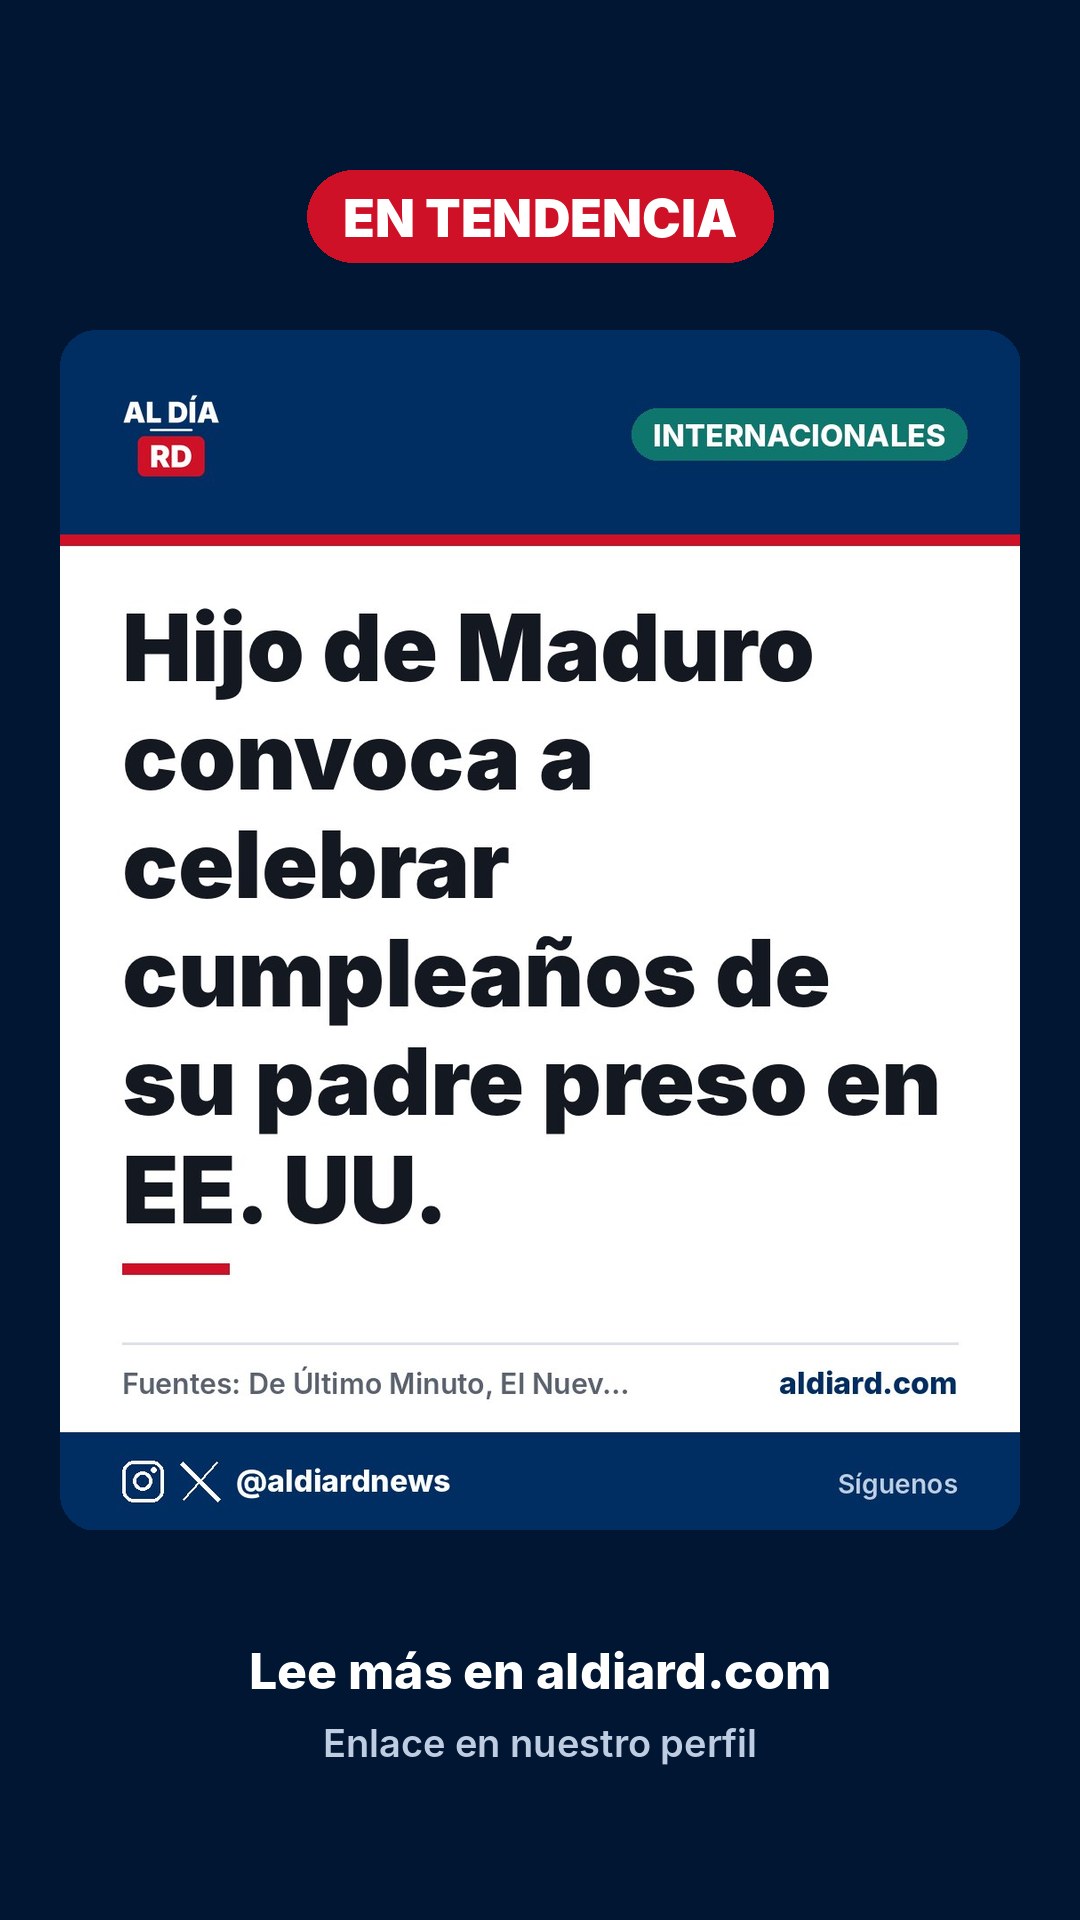 EN TENDENCIA
AL DÍA
RD
INTERNACIONALES
Hijo de Maduro
convoca a
celebrar
cumpleaños de
su padre preso en
EE. UU.
Fuentes: De Último Minuto, El Nuev...
aldiard.com
@aldiardnews
Síguenos
Lee más en aldiard.com
Enlace en nuestro perfil